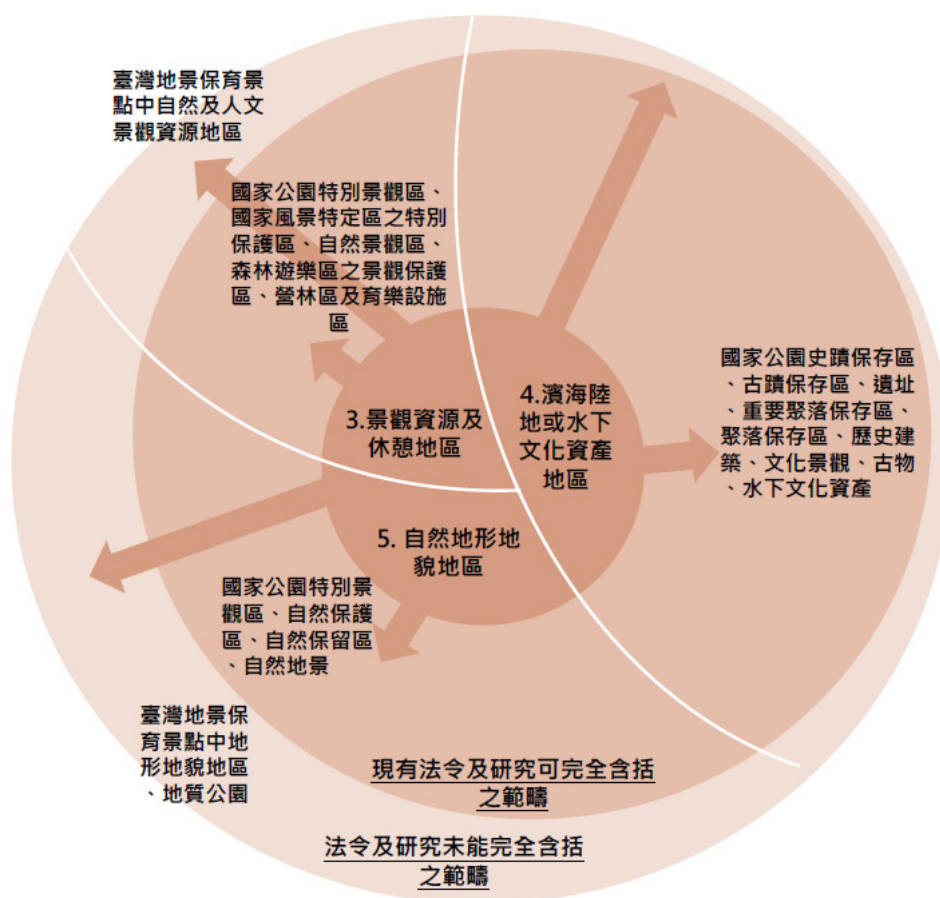 臺灣地景保育景
點中自然及人文
景觀資源地區
國家公園特別景觀區、
國家風景特定區之特別
保護區、自然景觀區、
森林遊樂區之景觀保護
區、營林區及育樂設施
區
3.景觀資源及
休憩地區
4.濱海陸
地或水下
文化資產
地區
國家公園史蹟保存區
、古蹟保存區、遺址
、重要聚落保存區、
聚落保存區、歷史建
築、文化景觀、古物
、水下文化資產
5. 自然地形地
貌地區
國家公園特別景
觀區、自然保護
區、自然保留區
、自然地景
臺灣地景保
育景點中地
形地貌地區
、地質公園
現有法令及研究可完全含括
之範疇
法令及研究未能完全含括
之範疇